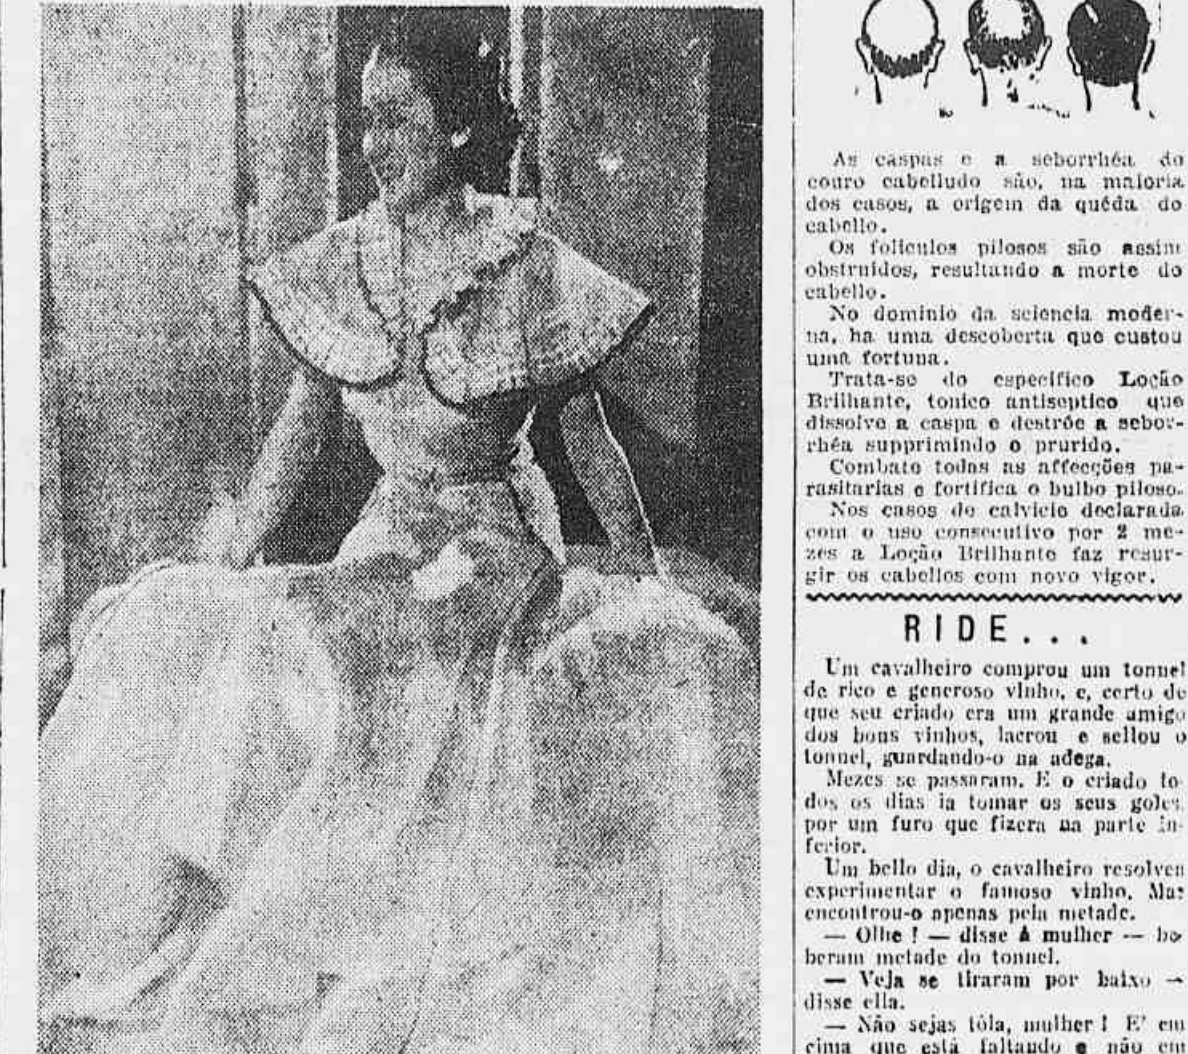 As caspas e a seborrhéa do
couro cabelludo são, na maioria
dos casos, a origem da quéda do
cabello.
Os foliculos pilosos são assim
obstruidos, resultando a morte do
cabello.
No dominio da sciencia moder-
na, ha uma descoberta que custou
uma fortuna.
Trata-se do especifico Loção
Brilhante, tonico antiseptico que
dissolve a caspa e destróe a sebor-
rhéa supprimindo o prurido.
Combate todas as affecções pa-
rasitarias e fortifica o bulbo piloso.
Nos casos de calvicie declarada
com o uso consecutivo por 2 me-
zes a Loção Brilhante faz resur-
gir os cabellos com novo vigor.
RIDE...
Um cavalheiro comprou um tonnel
de rico e generoso vinho, e, certo de
que seu criado era um grande amigo
dos bons vinhos, lacrou e sellou o
tonnel, guardando-o na adega.
Mezes se passaram. E o criado to-
dos os dias ia tomar os seus goles
por um furo que fizera na parte in-
ferior.
Um bello dia, o cavalheiro resolveu
experimentar o famoso vinho. Mas
encontrou-o apenas pela metade.
— Olhe ! — disse á mulher — be-
beram metade do tonnel.
— Veja se tiraram por baixo —
disse ella.
— Não sejas tôla, mulher ! E' em
cima que está faltando e não em